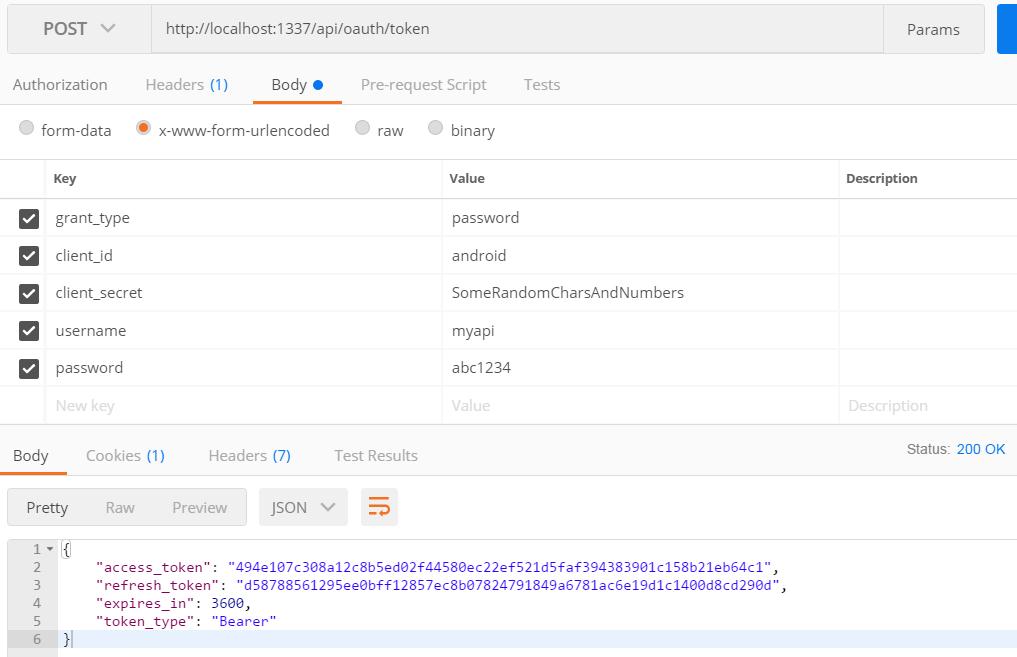 POST http://localhost:1337/api/oauth/token Params
Authorization Headers (1) Body Pre-request Script Tests
form-data x-www-form-urlencoded raw binary
Key Value Description
grant_type password
client_id android
client_secret SomeRandomCharsAndNumbers
username myapi
password abc1234
New key Value Description
Body Cookies (1) Headers (7) Test Results Status: 200 OK
Pretty Raw Preview JSON
1 {
2 "access_token": "494e107c308a12c8b5ed02f44580ec22ef521d5faf394383901c158b21eb64c1",
3 "refresh_token": "d58788561295ee0bff12857ec8b07824791849a6781ac6e19d1c1400d8cd290d",
4 "expires_in": 3600,
5 "token_type": "Bearer"
6 }